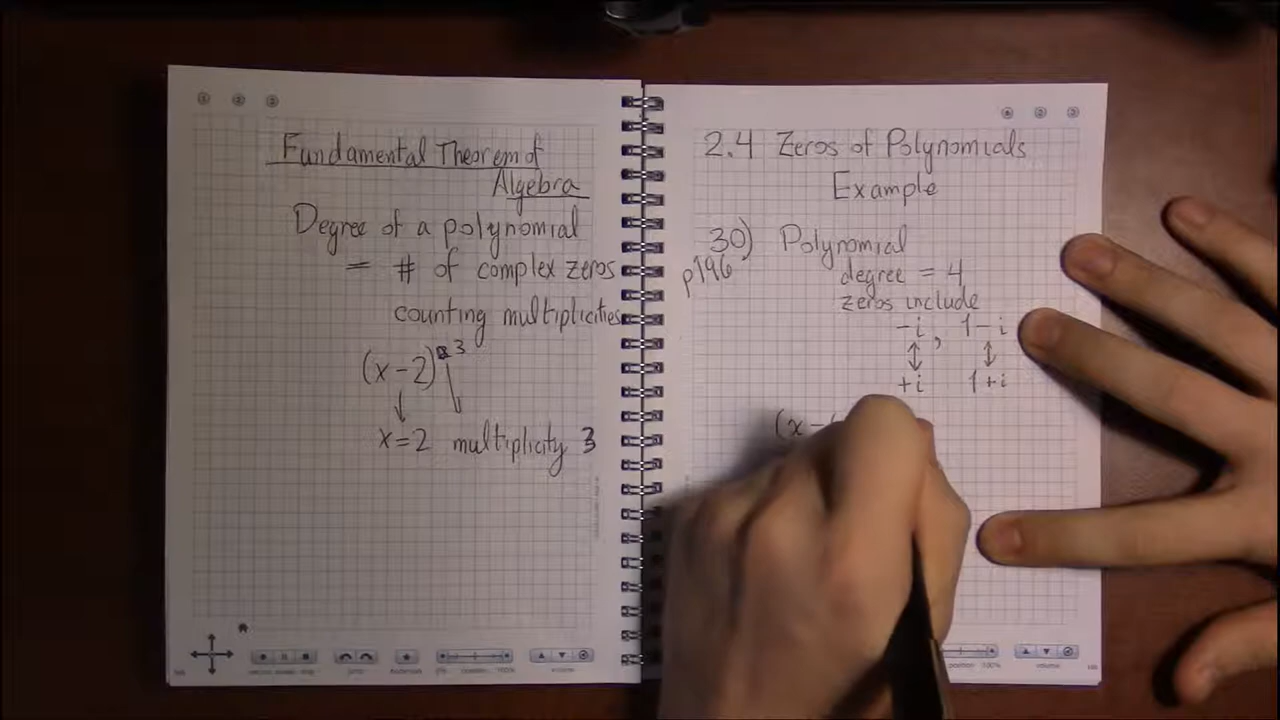 Fundamental Theorem of
Algebra
Degree of a polynomial
= # of complex zeros
counting multiplicities
(x-2)³
↓
x=2 multiplicity 3
2.4 Zeros of Polynomials
Example
30) Polynomial
p196 degree = 4
zeros include
-i, 1-i
↕ ↕
+i 1+i
(x-(